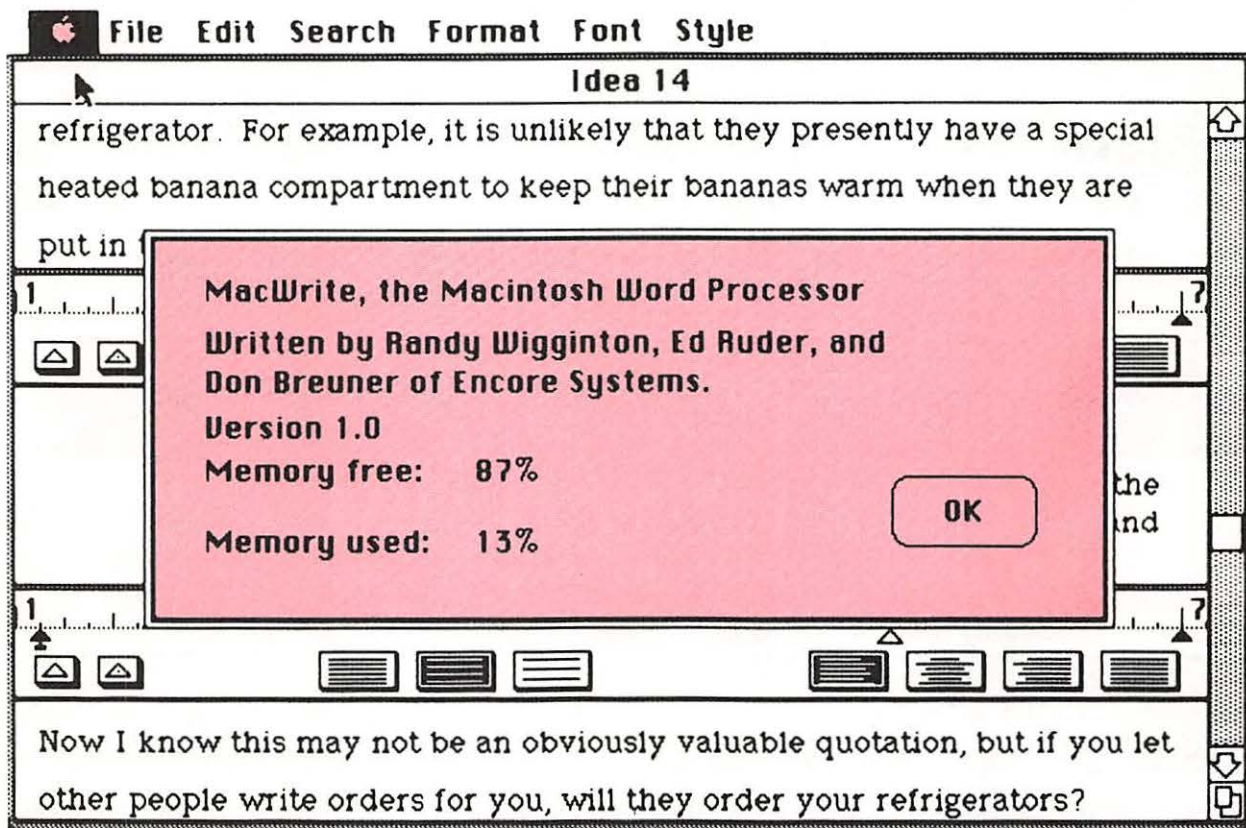 File Edit Search Format Font Style
Idea 14
refrigerator. For example, it is unlikely that they presently have a special
heated banana compartment to keep their bananas warm when they are
put in
1 7
MacWrite, the Macintosh Word Processor
Written by Randy Wigginton, Ed Ruder, and
Don Breuner of Encore Systems.
Version 1.0
Memory free: 87%
the
OK
nd
Memory used: 13%
1 7
Now I know this may not be an obviously valuable quotation, but if you let
other people write orders for you, will they order your refrigerators?